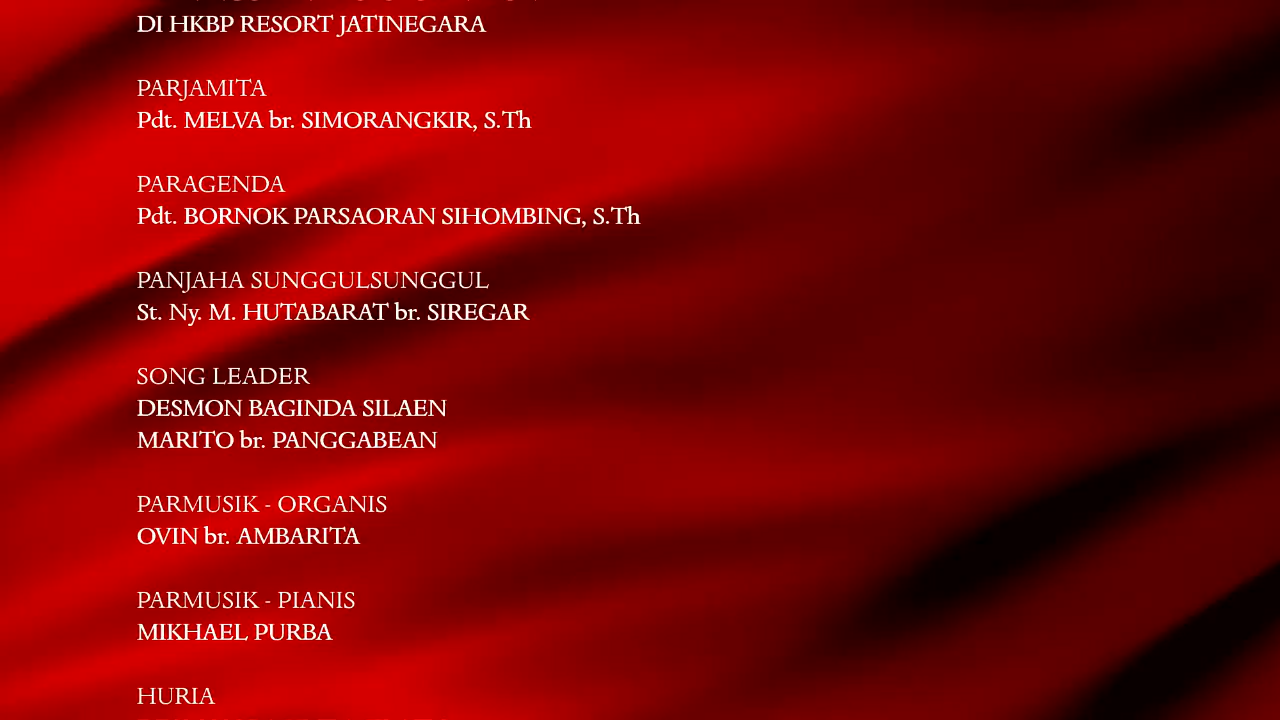 DI HKBP RESORT JATINEGARA
PARJAMITA
Pdt. MELVA br. SIMORANGKIR, S.Th
PARAGENDA
Pdt. BORNOK PARSAORAN SIHOMBING, S.Th
PANJAHA SUNGGULSUNGGUL
St. Ny. M. HUTABARAT br. SIREGAR
SONG LEADER
DESMON BAGINDA SILAEN
MARITO br. PANGGABEAN
PARMUSIK - ORGANIS
OVIN br. AMBARITA
PARMUSIK - PIANIS
MIKHAEL PURBA
HURIA